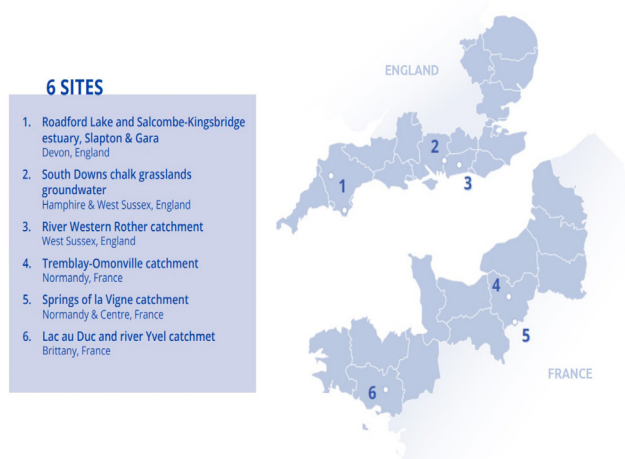 6 SITES
1. Roadford Lake and Salcombe-Kingsbridge
estuary, Slapton & Gara
Devon, England
2. South Downs chalk grasslands
groundwater
Hamphire & West Sussex, England
3. River Western Rother catchment
West Sussex, England
4. Tremblay-Omonville catchment
Normandy, France
5. Springs of la Vigne catchment
Normandy & Centre, France
6. Lac au Duc and river Yvel catchmet
Brittany, France
ENGLAND
2
1
3
4
5
FRANCE
6